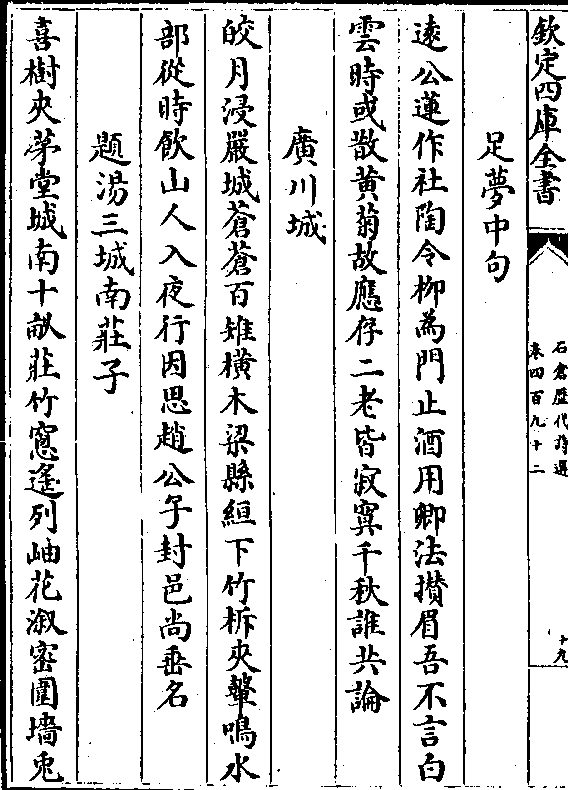 欽定四庫全書
石倉歷代詩選
卷四百九十二
十九
足夢中句
遠公蓮作社陶令柳為門止酒用卿法攅眉吾不言白
雲時或散黄菊故應存二老皆寂寞千秋誰共論
廣川城
皎月浸嚴城蒼蒼百雉横木梁縣絙下竹柝夾鼙鳴水
部從時飲山人入夜行因思趙公子封邑尚垂名
題湯三城南莊子
喜樹夾茅堂城南十畝莊竹窓遙列岫花溆密圍墻兎